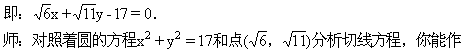 即：√6x+√11y-17=0．
师：对照着圆的方程x²+y²=17和点(√6，√11)分析切线方程，你能作